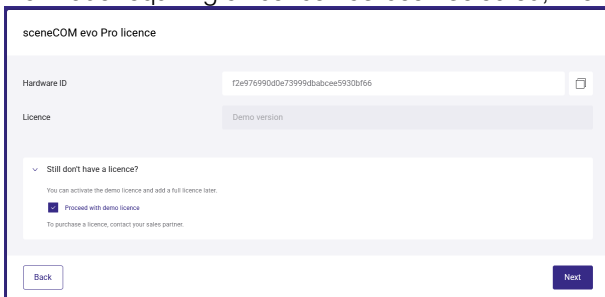 sceneCOM evo Pro licence
Hardware ID
f2e976990d0e73999dbabcee5930bf66
Licence
Demo version
Still don't have a licence?
You can activate the demo licence and add a full licence later.
Proceed with demo licence
To purchase a licence, contact your sales partner.
Back
Next